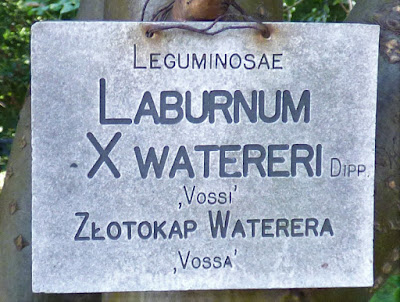 Leguminosae
Laburnum
X watereri Dipp.
‚Vossi’
Złotokap Waterera
‚Vossa’